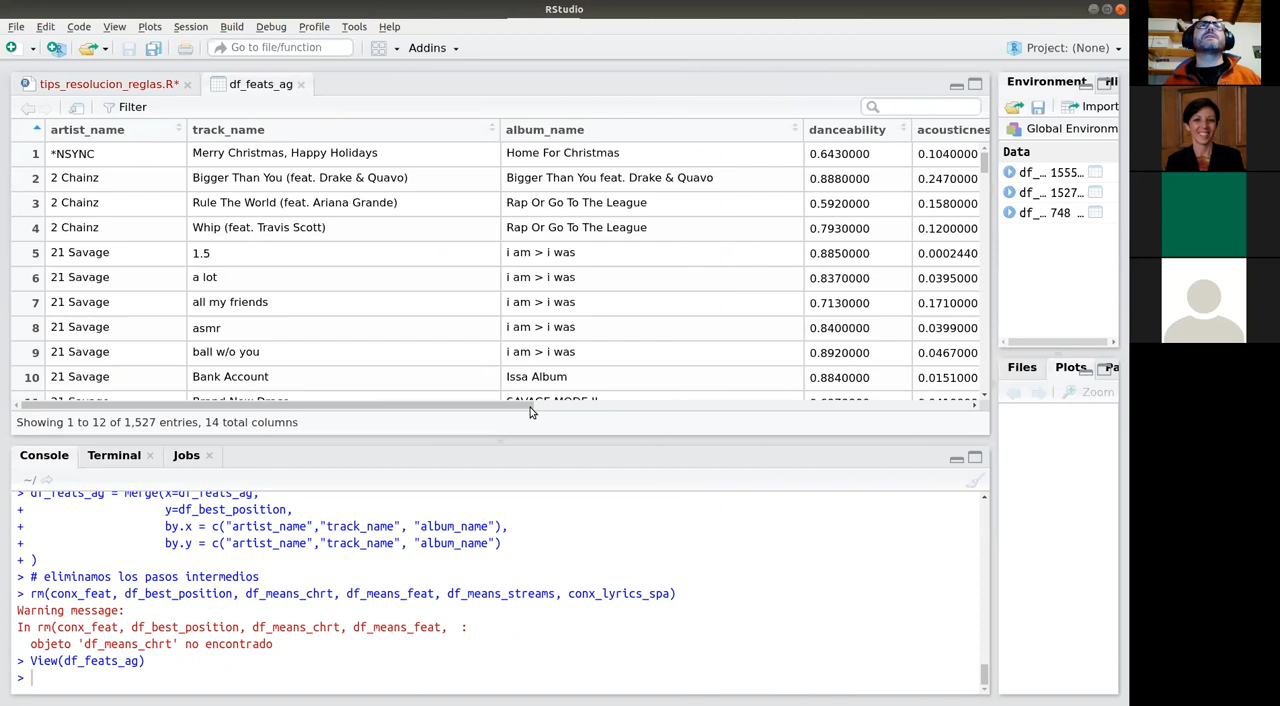 RStudio
File Edit Code View Plots Session Build Debug Profile Tools Help
Go to file/function Addins Project: (None)
tips_resolucion_reglas.R* df_feats_ag
Filter
artist_name track_name album_name danceability acousticnes
1 *NSYNC Merry Christmas, Happy Holidays Home For Christmas 0.6430000 0.1040000
2 2 Chainz Bigger Than You (feat. Drake & Quavo) Bigger Than You feat. Drake & Quavo 0.8880000 0.2470000
3 2 Chainz Rule The World (feat. Ariana Grande) Rap Or Go To The League 0.5920000 0.1580000
4 2 Chainz Whip (feat. Travis Scott) Rap Or Go To The League 0.7930000 0.1200000
5 21 Savage 1.5 i am > i was 0.8850000 0.0002440
6 21 Savage a lot i am > i was 0.8370000 0.0395000
7 21 Savage all my friends i am > i was 0.7130000 0.1710000
8 21 Savage asmr i am > i was 0.8400000 0.0399000
9 21 Savage ball w/o you i am > i was 0.8920000 0.0467000
10 21 Savage Bank Account Issa Album 0.8840000 0.0151000
Showing 1 to 12 of 1,527 entries, 14 total columns
Console Terminal Jobs
~/
> df_feats_ag = merge(x=df_feats_ag,
+ y=df_best_position,
+ by.x = c("artist_name","track_name", "album_name"),
+ by.y = c("artist_name","track_name", "album_name")
+ )
> # eliminamos los pasos intermedios
> rm(conx_feat, df_best_position, df_means_chrt, df_means_feat, df_means_streams, conx_lyrics_spa)
Warning message:
In rm(conx_feat, df_best_position, df_means_chrt, df_means_feat, :
objeto 'df_means_chrt' no encontrado
> View(df_feats_ag)
>
Environment Hi
Import
Global Environm
Data
df_… 1555…
df_… 1527…
df_… 748 …
Files Plots Pa
Zoom